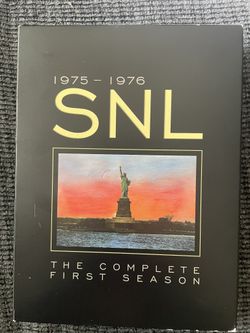 1975 – 1976
SNL
THE COMPLETE
FIRST SEASON